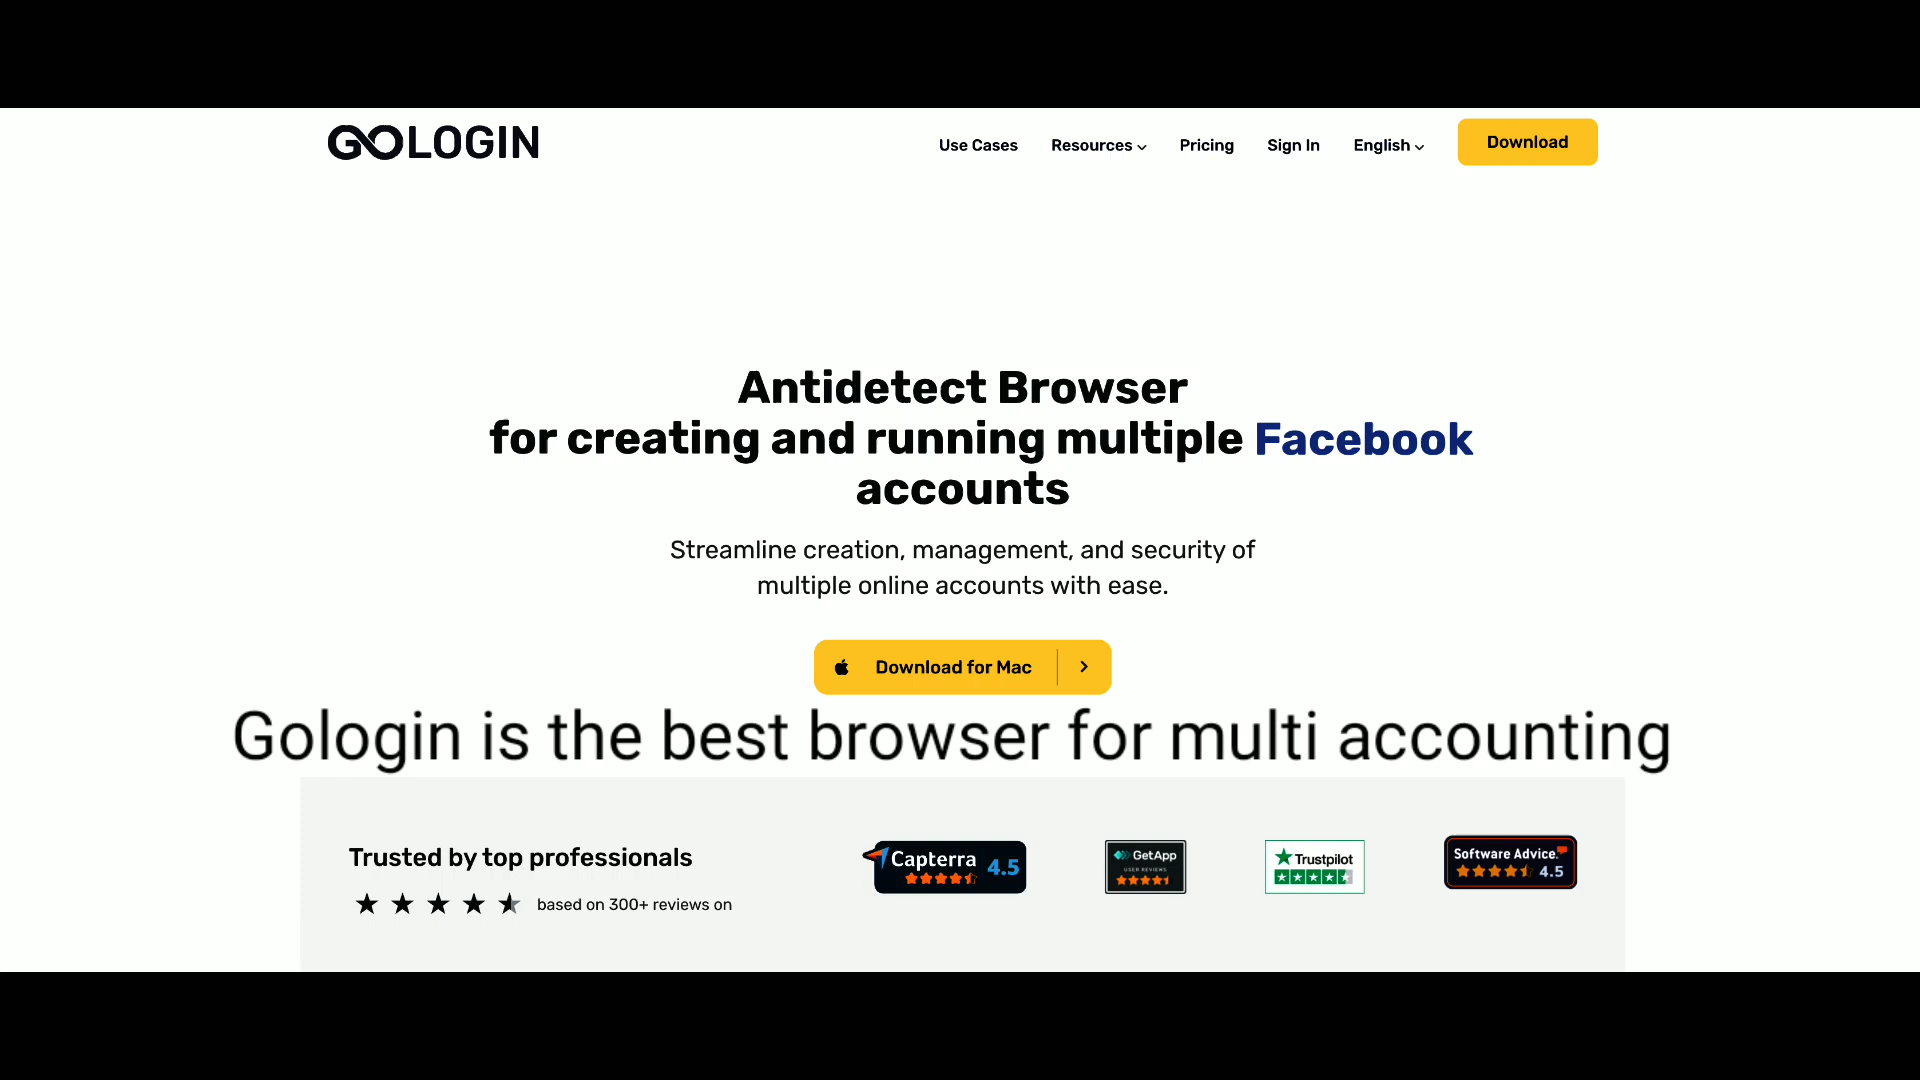 GOLOGIN
Use Cases Resources Pricing Sign In English Download
Antidetect Browser
for creating and running multiple Facebook
accounts
Streamline creation, management, and security of
multiple online accounts with ease.
Download for Mac
Gologin is the best browser for multi accounting
Trusted by top professionals
based on 300+ reviews on
Capterra 4.5
GetApp
USER REVIEWS
Trustpilot
Software Advice.
4.5